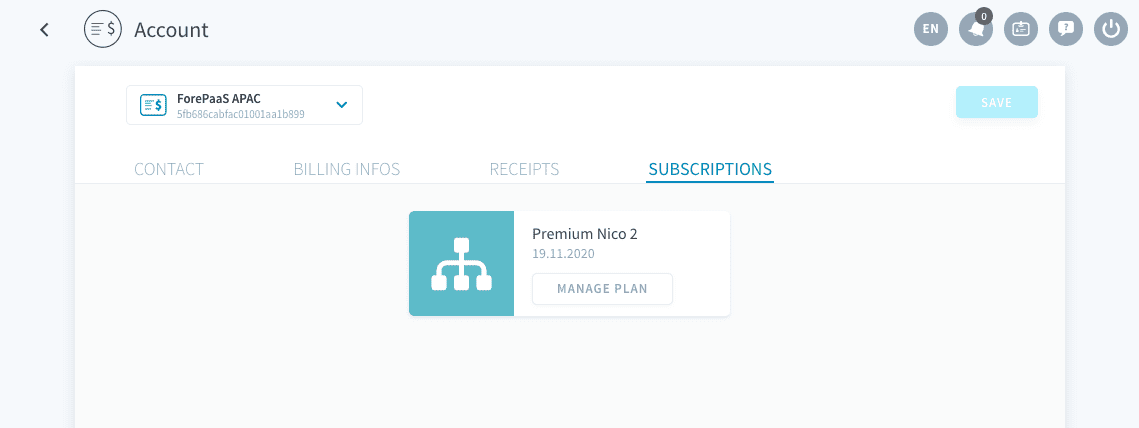 Account
EN
0
ForePaaS APAC
5fb686cabfac01001aa1b899
SAVE
CONTACT
BILLING INFOS
RECEIPTS
SUBSCRIPTIONS
Premium Nico 2
19.11.2020
MANAGE PLAN